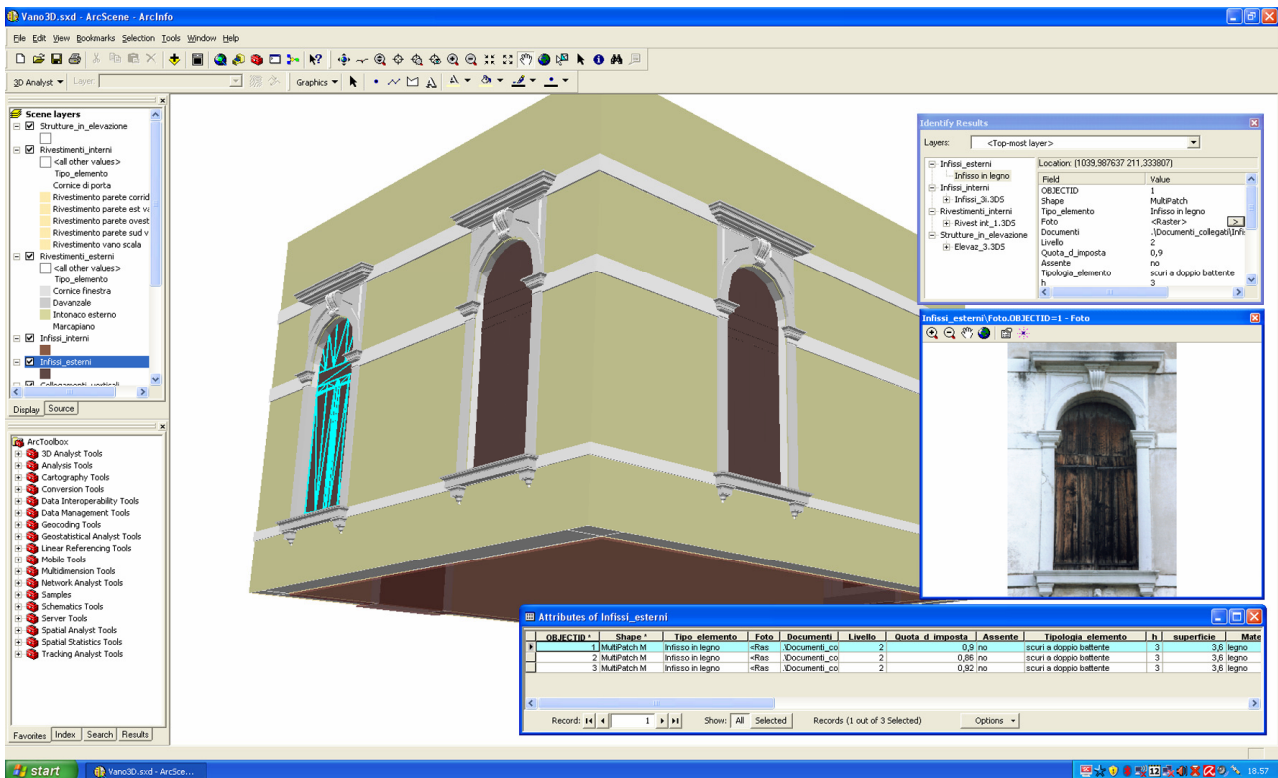 Vano3D.sxd - ArcScene - ArcInfo
File Edit View Bookmarks Selection Tools Window Help
3D Analyst Layer: Graphics
Scene layers
Strutture_in_elevazione
Rivestimenti_interni
<all other values>
Tipo_elemento
Cornice di porta
Rivestimento parete corrid
Rivestimento parete est va
Rivestimento parete ovest
Rivestimento parete sud v
Rivestimento vano scala
Rivestimenti_esterni
<all other values>
Tipo_elemento
Cornice finestra
Davanzale
Intonaco esterno
Marcapiano
Infissi_interni
Infissi_esterni
Collegamenti_verticali
Display Source
ArcToolbox
3D Analyst Tools
Analysis Tools
Cartography Tools
Conversion Tools
Data Interoperability Tools
Data Management Tools
Geocoding Tools
Geostatistical Analyst Tools
Linear Referencing Tools
Mobile Tools
Multidimension Tools
Network Analyst Tools
Samples
Schematics Tools
Server Tools
Spatial Analyst Tools
Spatial Statistics Tools
Tracking Analyst Tools
Favorites Index Search Results
Identify Results
Layers: <Top-most layer>
Infissi_esterni
Infisso in legno
Infissi_interni
Infissi_3i.3DS
Rivestimenti_interni
Rivest int_1.3DS
Strutture_in_elevazione
Elevaz_3.3DS
Location: (1039,987637 211,333807)
Field Value
OBJECTID 1
Shape MultiPatch
Tipo_elemento Infisso in legno
Foto <Raster>
Documenti .\Documenti_collegati\Infi
Livello 2
Quota_d_imposta 0,9
Assente no
Tipologia_elemento scuri a doppio battente
h 3
Infissi_esterni\Foto.OBJECTID=1 - Foto
Attributes of Infissi_esterni
OBJECTID * Shape * Tipo elemento Foto Documenti Livello Quota d imposta Assente Tipologia elemento h superficie Mate
1 MultiPatch M Infisso in legno <Ras .\Documenti_co 2 0,9 no scuri a doppio battente 3 3,6 legno
2 MultiPatch M Infisso in legno <Ras .\Documenti_co 2 0,86 no scuri a doppio battente 3 3,6 legno
3 MultiPatch M Infisso in legno <Ras .\Documenti_co 2 0,92 no scuri a doppio battente 3 3,6 legno
Record: 1 Show: All Selected Records (1 out of 3 Selected) Options
start Vano3D.sxd - ArcSce... 18.57